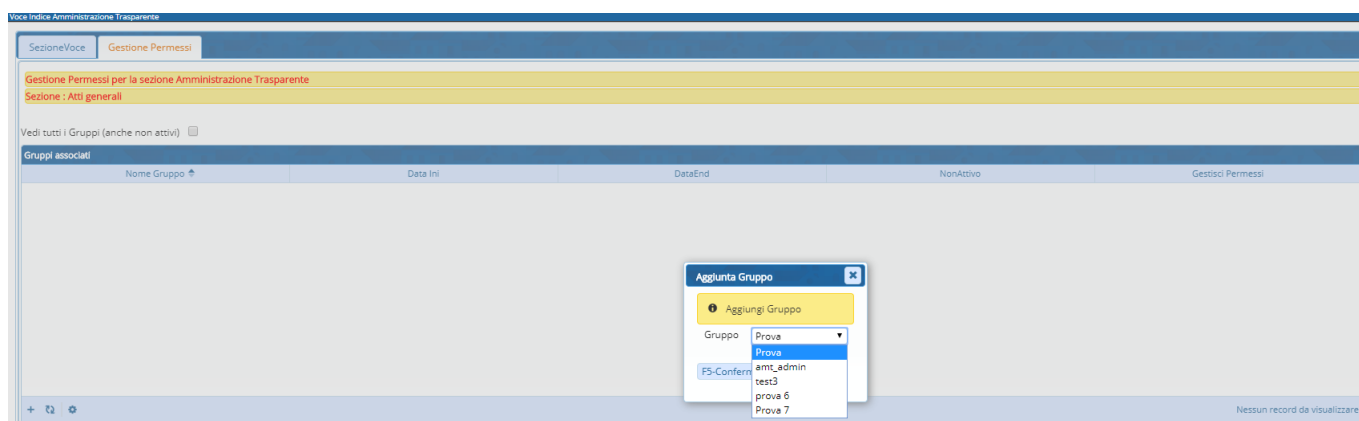 Voce Indice Amministrazione Trasparente
SezioneVoce Gestione Permessi
Gestione Permessi per la sezione Amministrazione Trasparente
Sezione : Atti generali
Vedi tutti i Gruppi (anche non attivi)
Gruppi associati
Nome Gruppo Data Ini DataEnd NonAttivo Gestisci Permessi
Aggiunta Gruppo
Aggiungi Gruppo
Gruppo Prova
Prova
F5-Conferm amt_admin
test3
prova 6
Prova 7
Nessun record da visualizzare